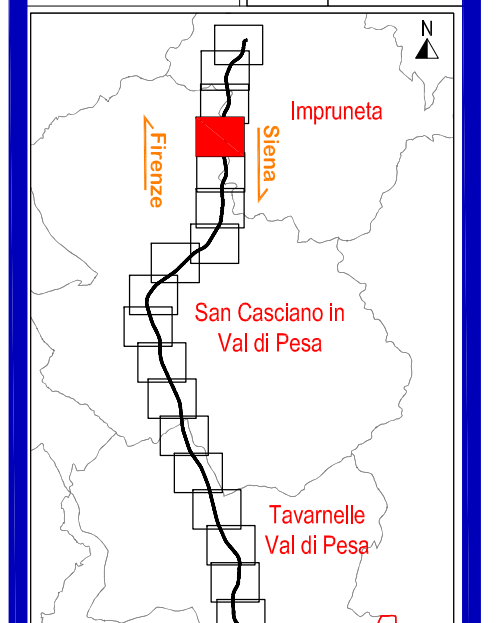 N
Impruneta
Firenze
Siena
San Casciano in
Val di Pesa
Tavarnelle
Val di Pesa